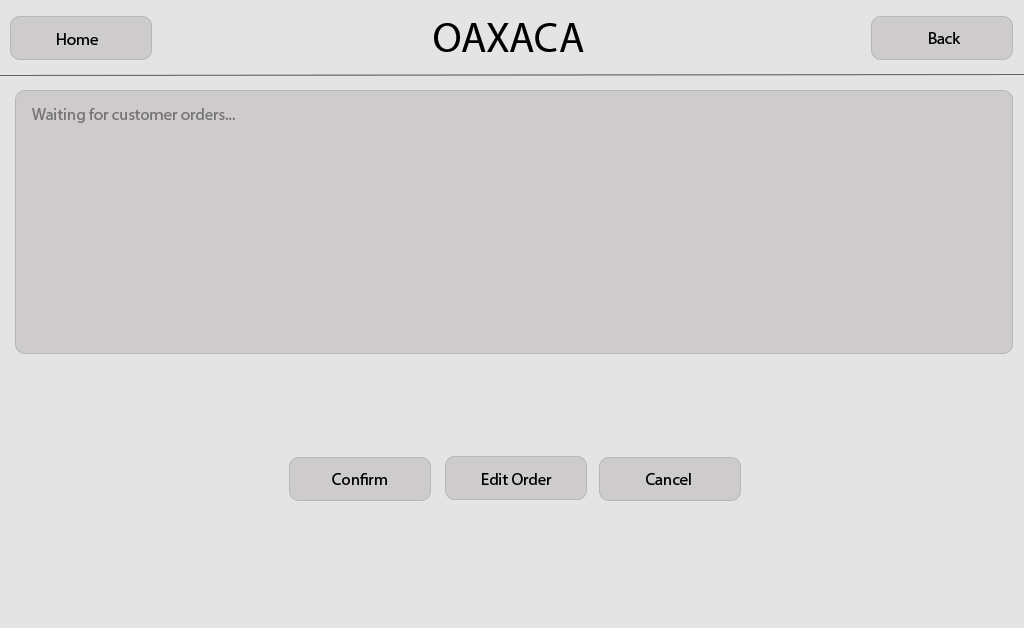 Home
OAXACA
Back
Waiting for customer orders...
Confirm
Edit Order
Cancel